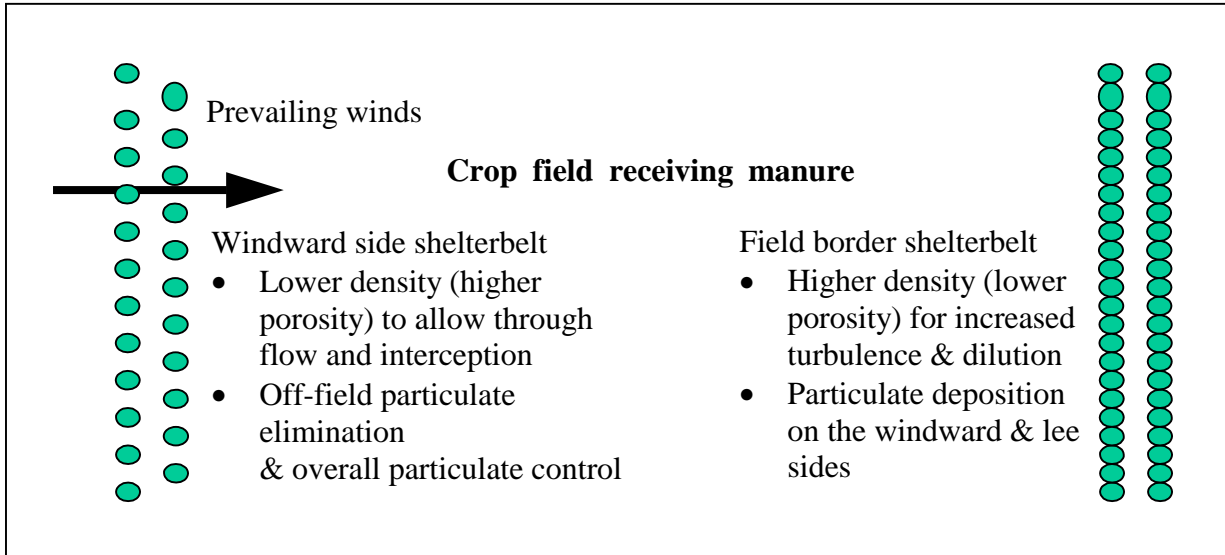 Prevailing winds
Crop field receiving manure
Windward side shelterbelt
• Lower density (higher
porosity) to allow through
flow and interception
• Off-field particulate
elimination
& overall particulate control
Field border shelterbelt
• Higher density (lower
porosity) for increased
turbulence & dilution
• Particulate deposition
on the windward & lee
sides